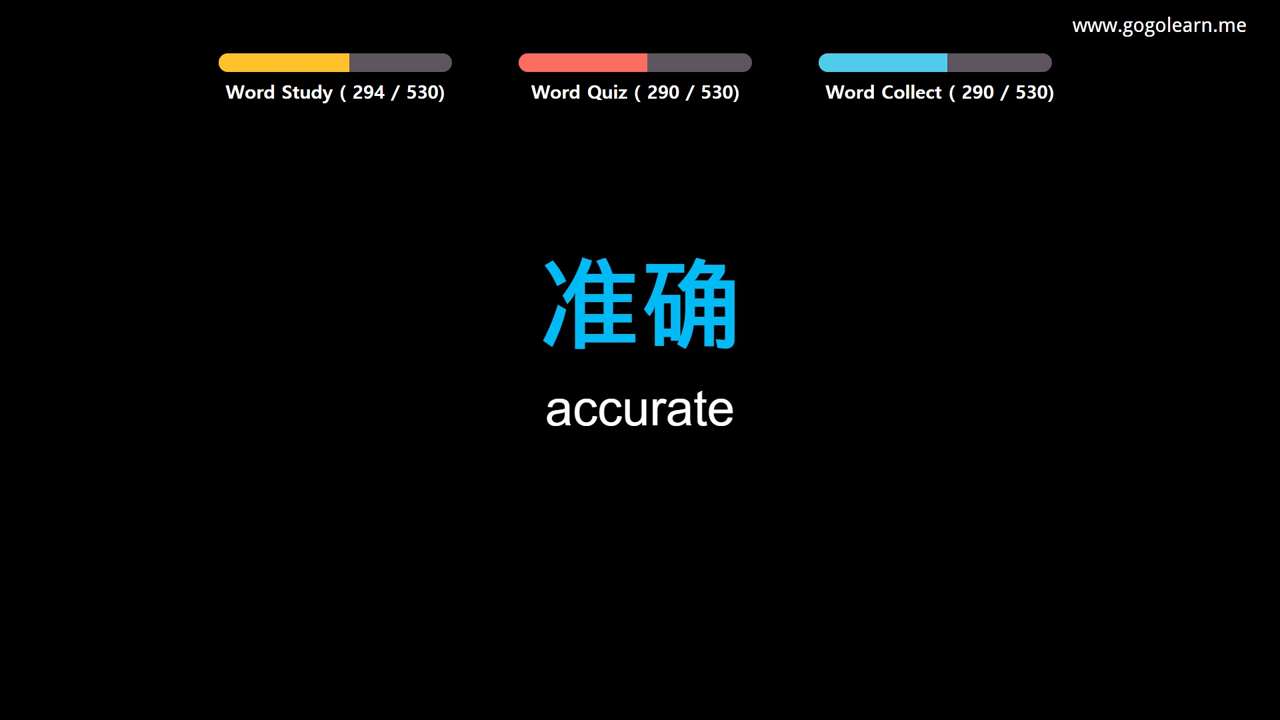 www.gogolearn.me
Word Study ( 294 / 530)
Word Quiz ( 290 / 530)
Word Collect ( 290 / 530)
准确
accurate